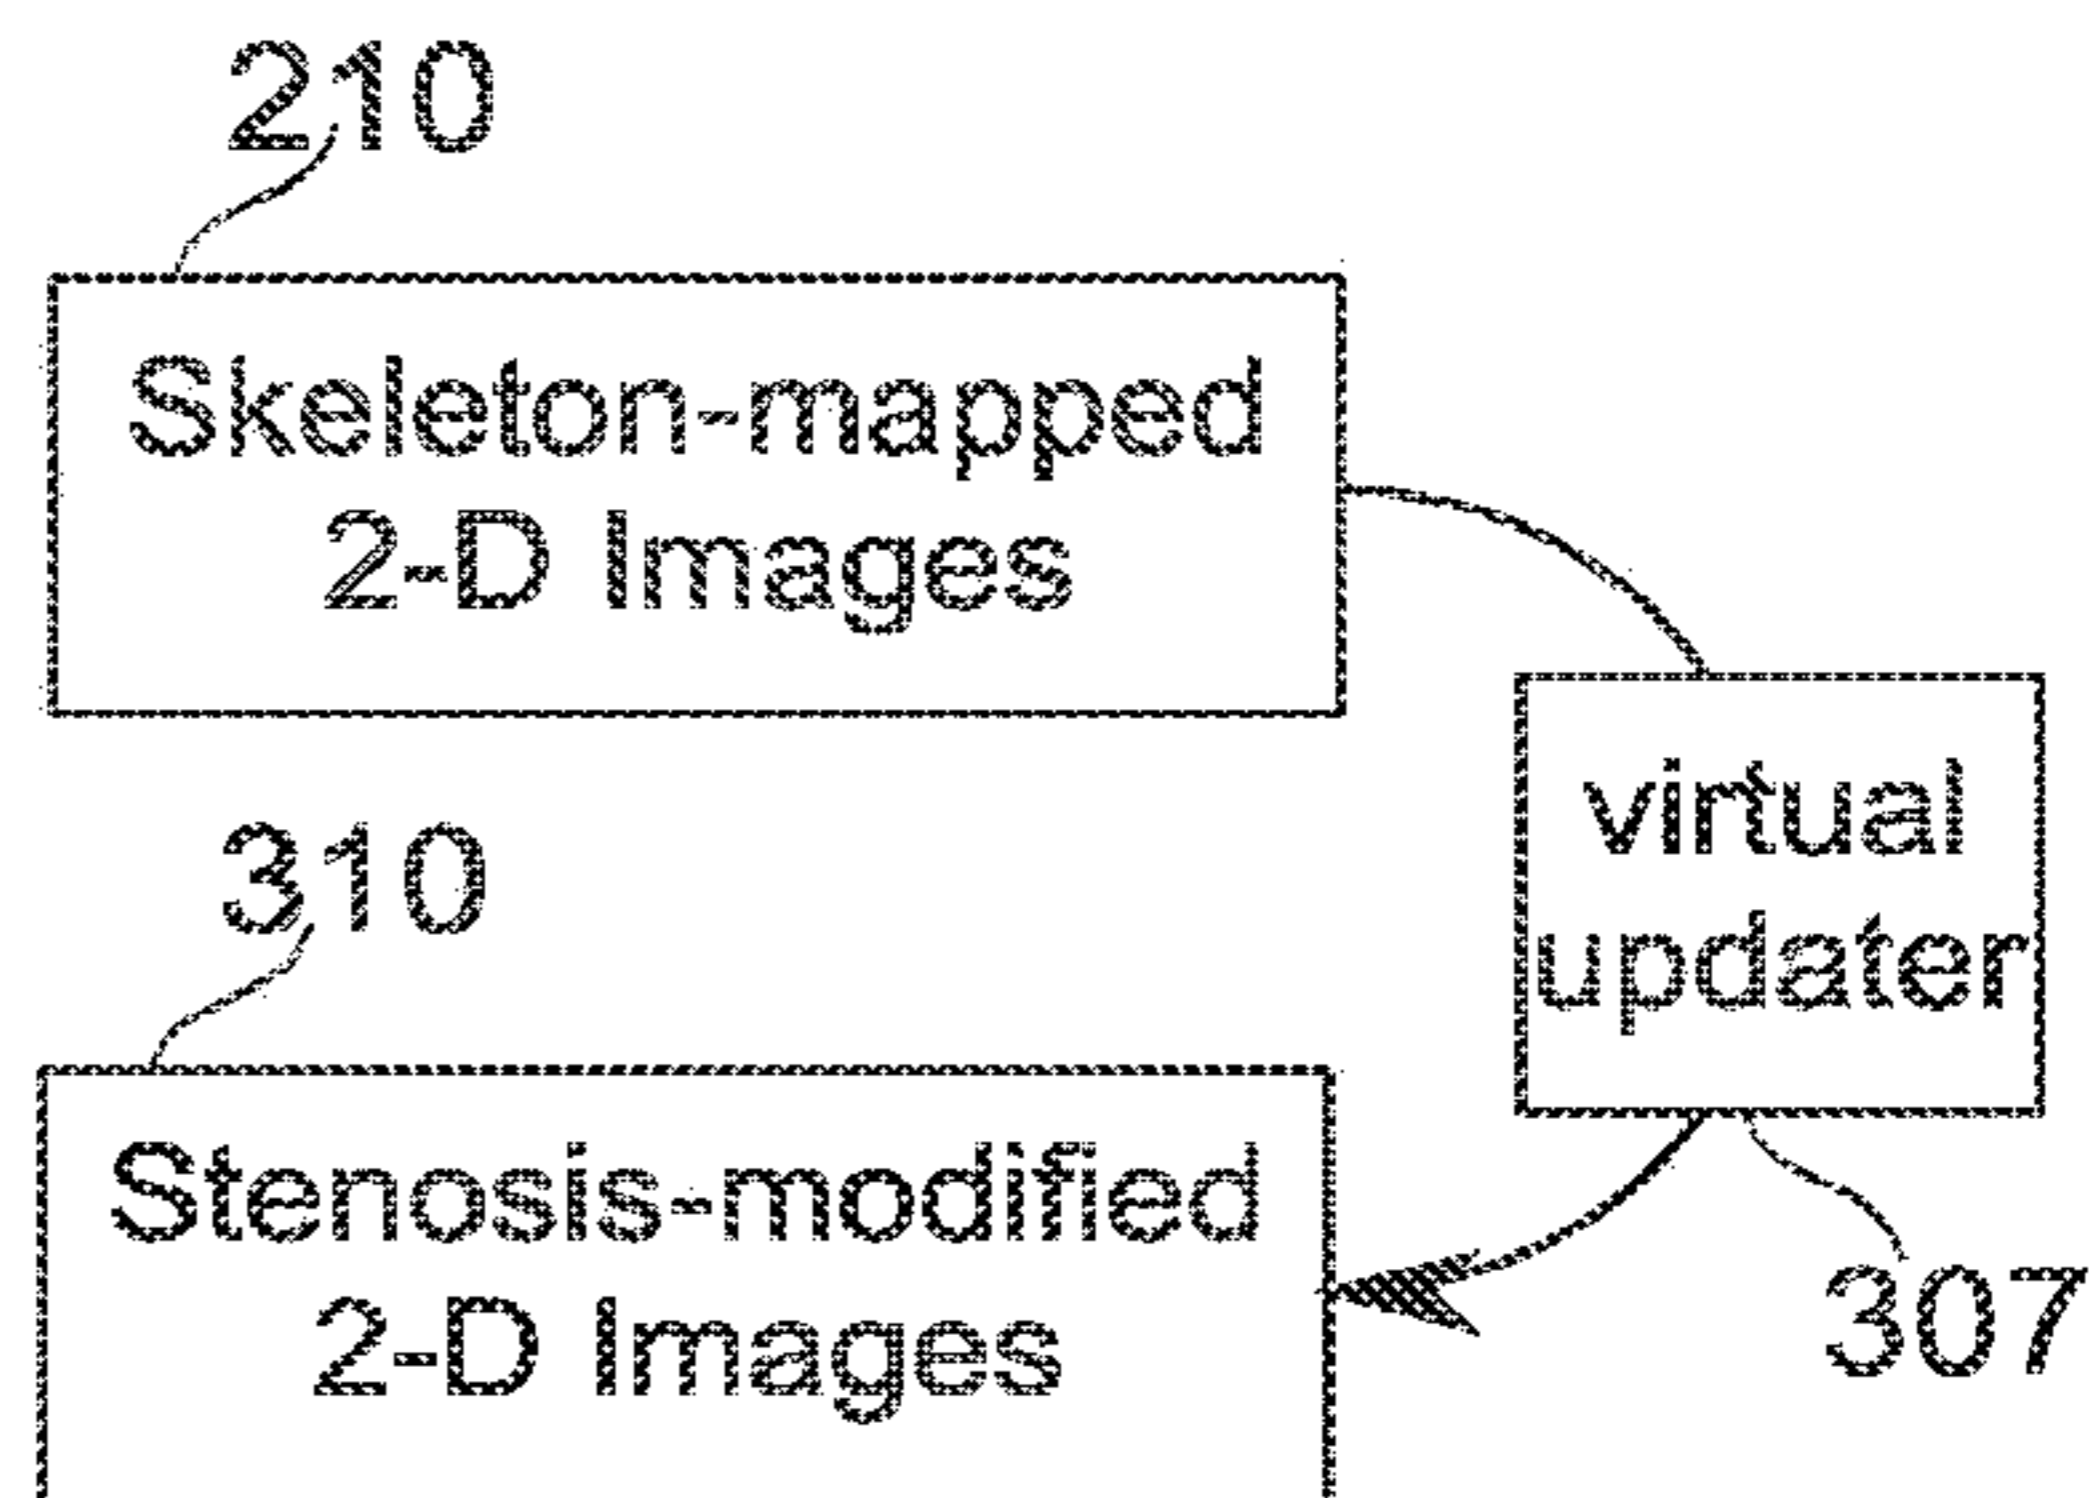 210
Skeleton-mapped
2-D Images
virtual
updater
310
Stenosis-modified
2-D Images
307